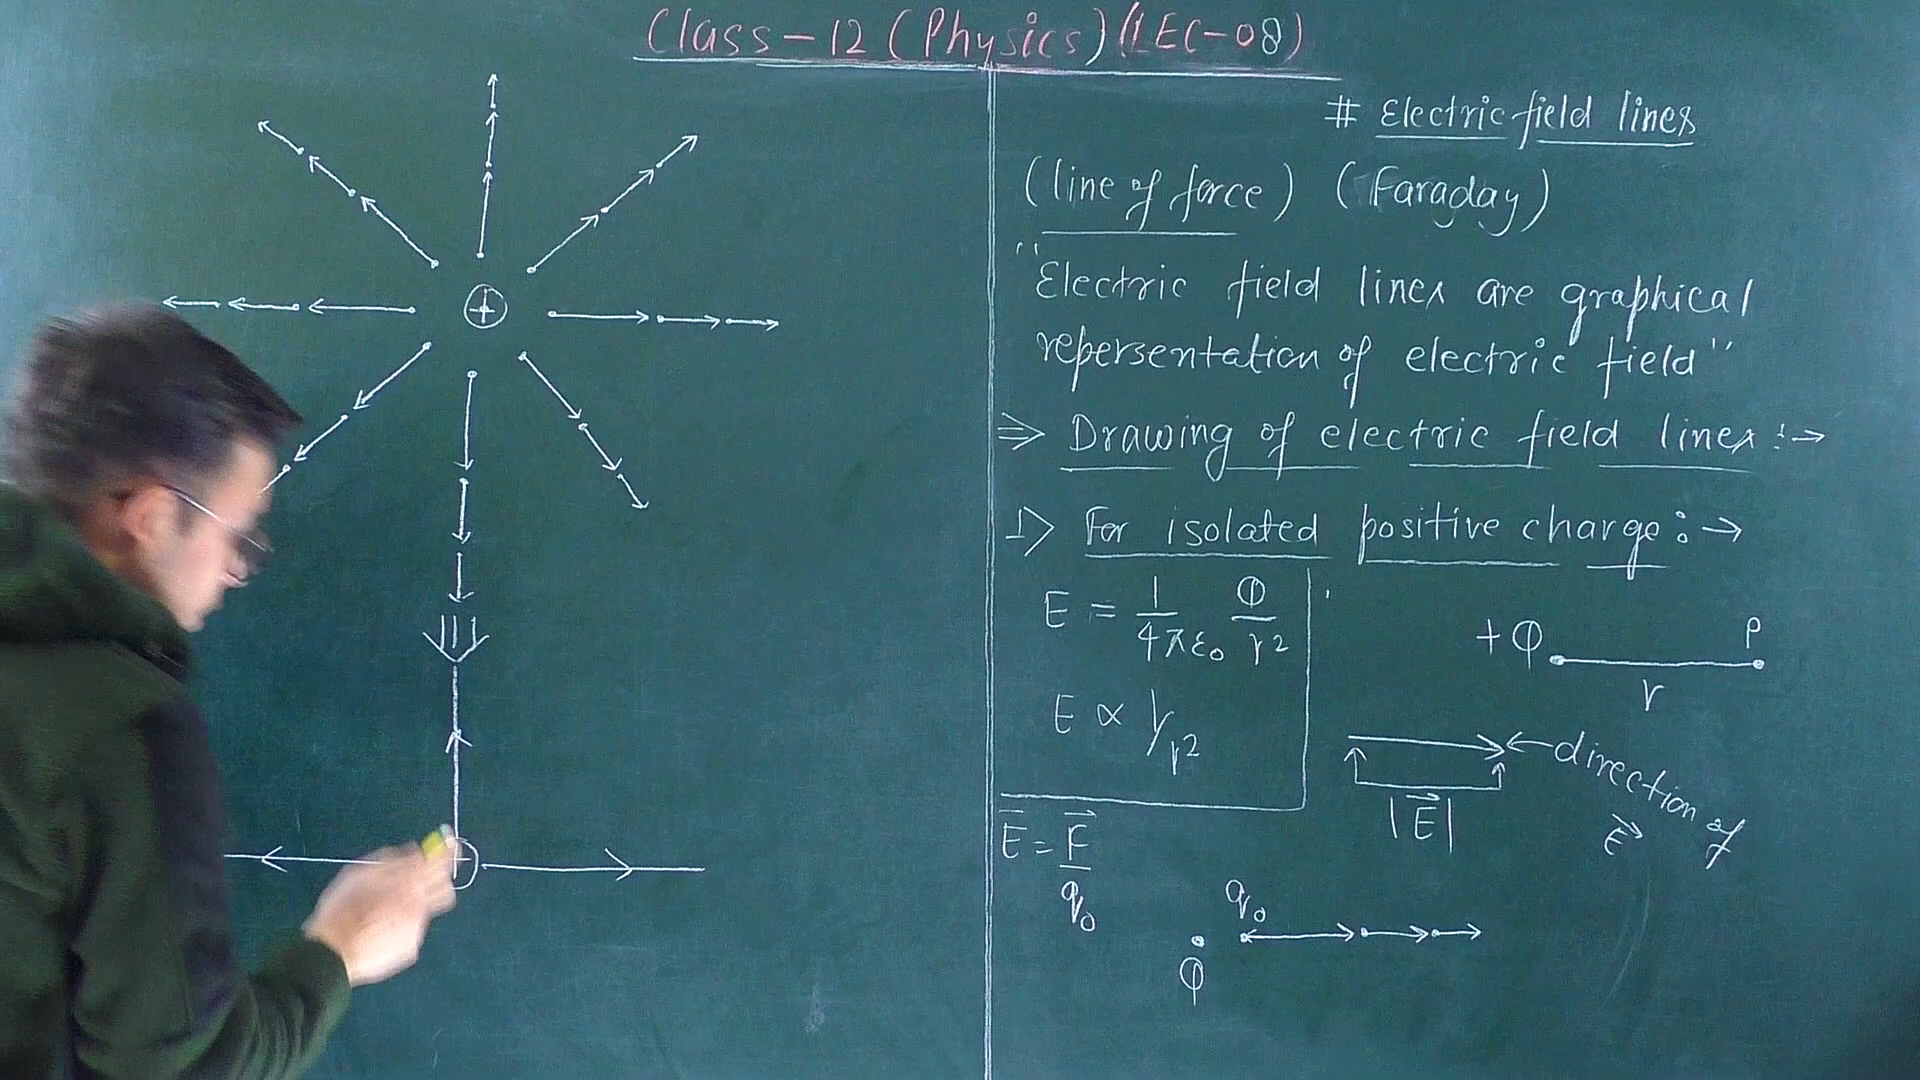 Class-12 (Physics) (LEC-08)
# Electric field lines
(line of force) (Faraday)
"Electric field lines are graphical
repersentation of electric field"
⇒ Drawing of electric field lines :→
1> For isolated positive charge :→
E = 1/4πε₀ Q/r²
+Q P
r
E ∝ 1/r²
← direction of
E⃗
|E⃗|
E⃗ = F⃗/q₀
q₀
Q
+
+